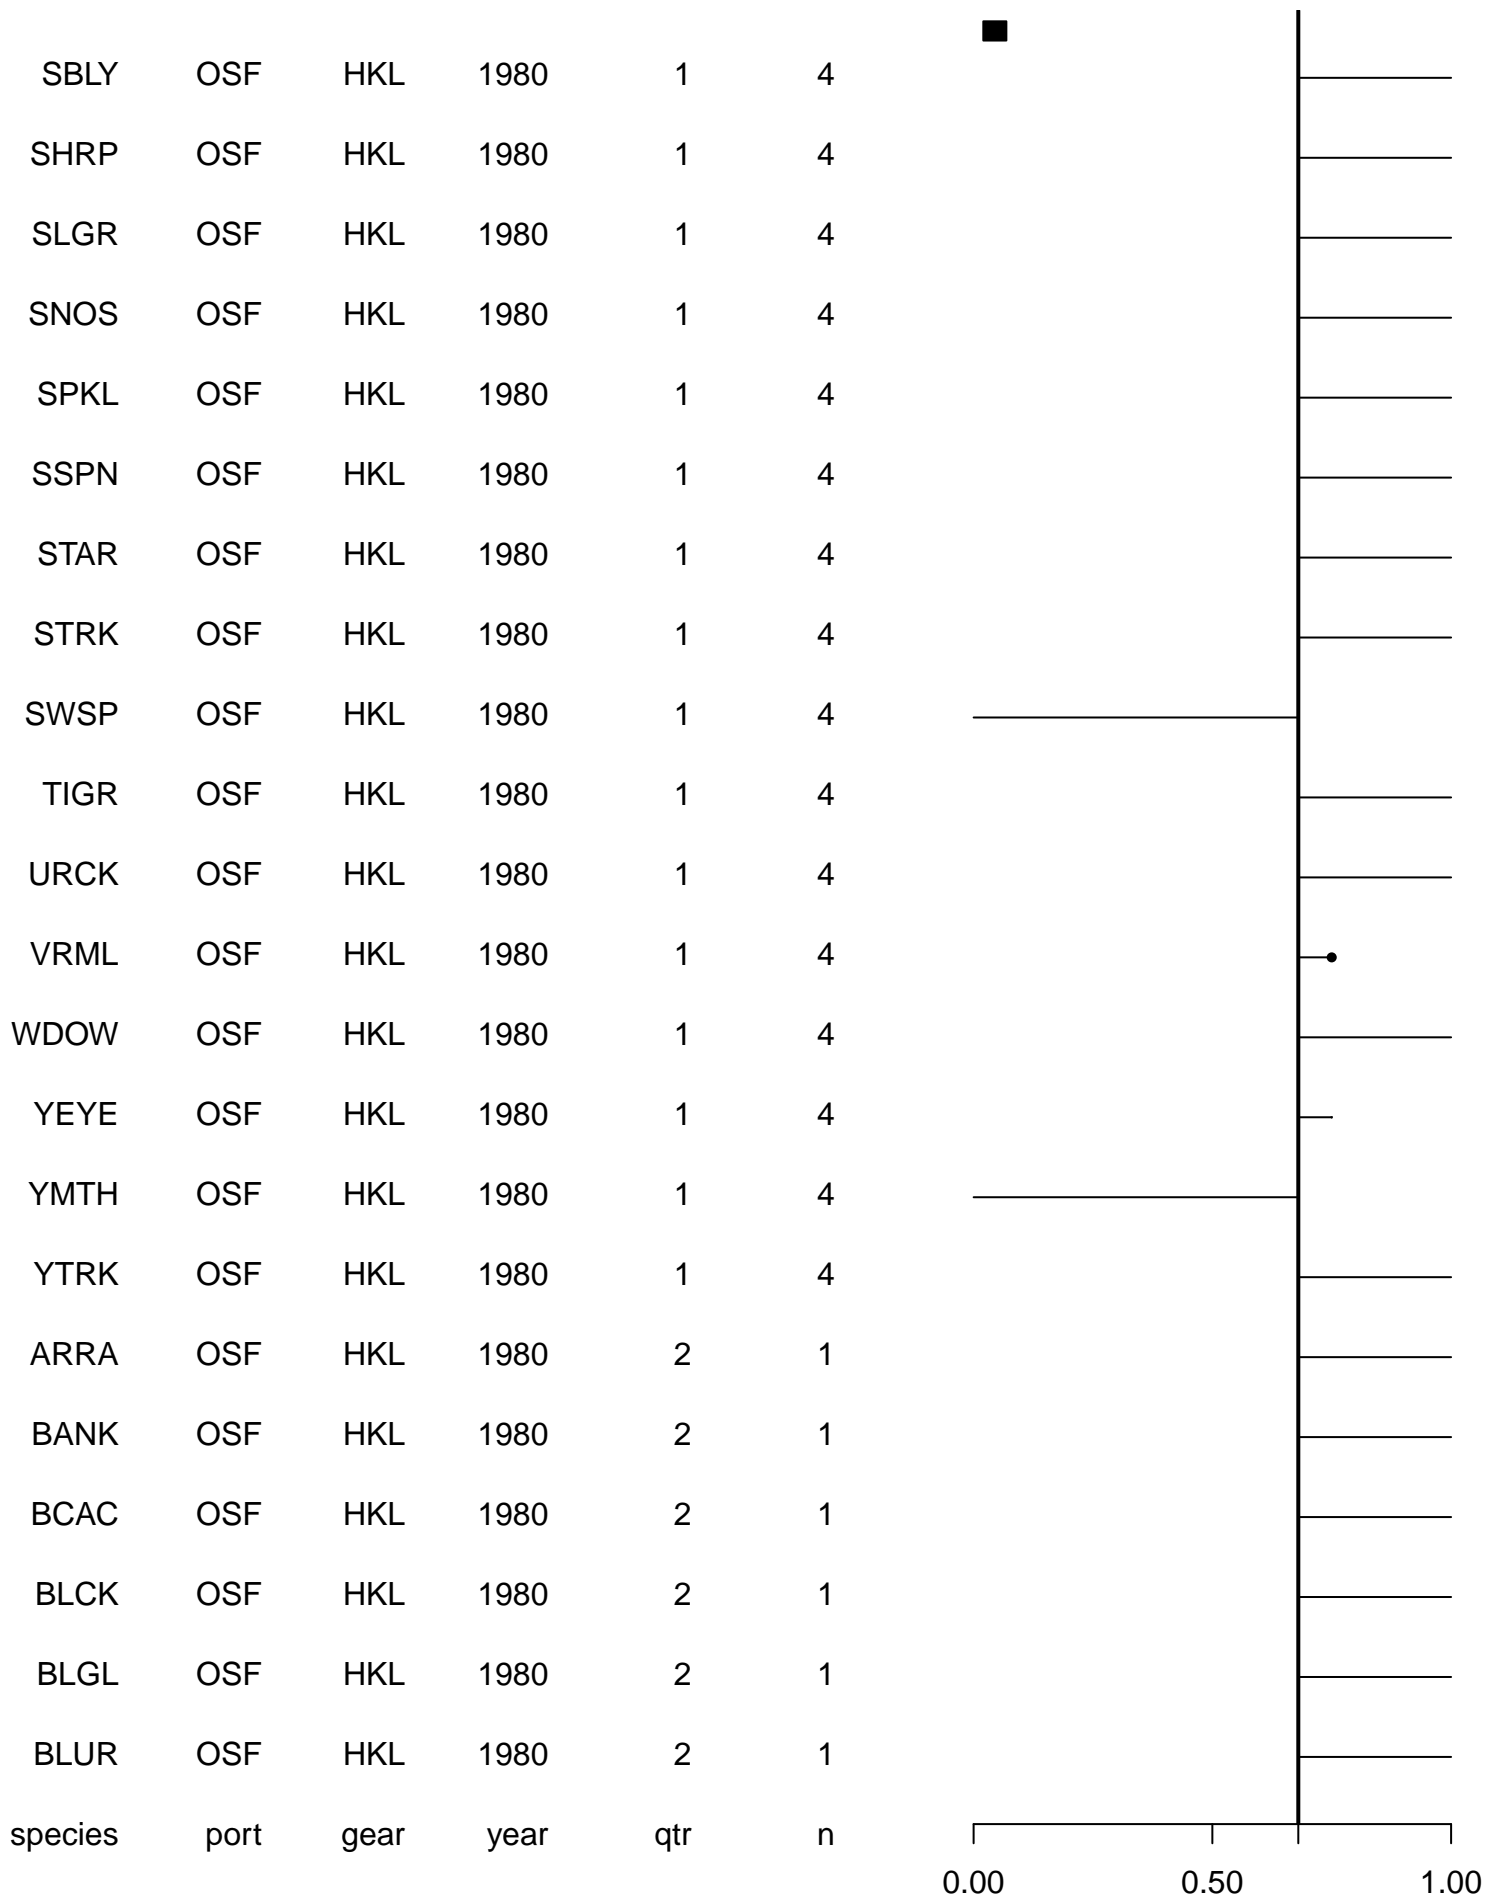 SBLY OSF HKL 1980 1 4
SHRP OSF HKL 1980 1 4
SLGR OSF HKL 1980 1 4
SNOS OSF HKL 1980 1 4
SPKL OSF HKL 1980 1 4
SSPN OSF HKL 1980 1 4
STAR OSF HKL 1980 1 4
STRK OSF HKL 1980 1 4
SWSP OSF HKL 1980 1 4
TIGR OSF HKL 1980 1 4
URCK OSF HKL 1980 1 4
VRML OSF HKL 1980 1 4
WDOW OSF HKL 1980 1 4
YEYE OSF HKL 1980 1 4
YMTH OSF HKL 1980 1 4
YTRK OSF HKL 1980 1 4
ARRA OSF HKL 1980 2 1
BANK OSF HKL 1980 2 1
BCAC OSF HKL 1980 2 1
BLCK OSF HKL 1980 2 1
BLGL OSF HKL 1980 2 1
BLUR OSF HKL 1980 2 1
species port gear year qtr n
0.00 0.50 1.00